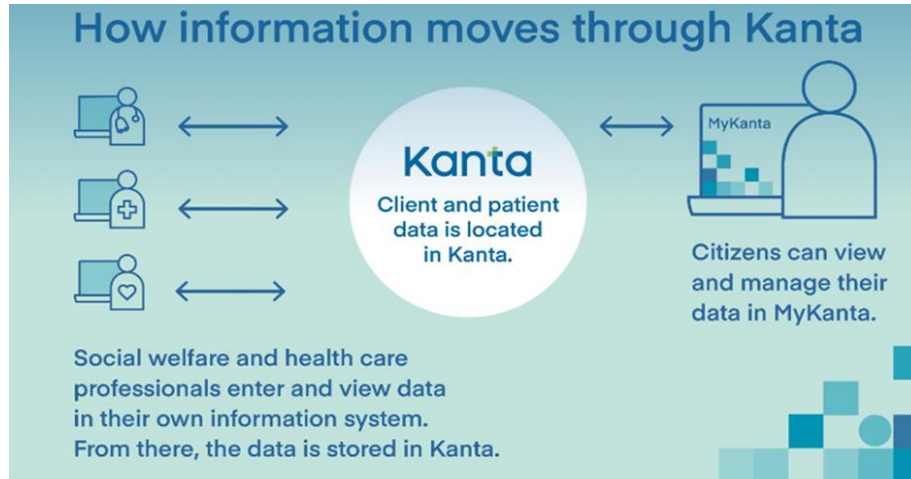 How information moves through Kanta
Kanta
Client and patient
data is located
in Kanta.
MyKanta
Citizens can view
and manage their
data in MyKanta.
Social welfare and health care
professionals enter and view data
in their own information system.
From there, the data is stored in Kanta.